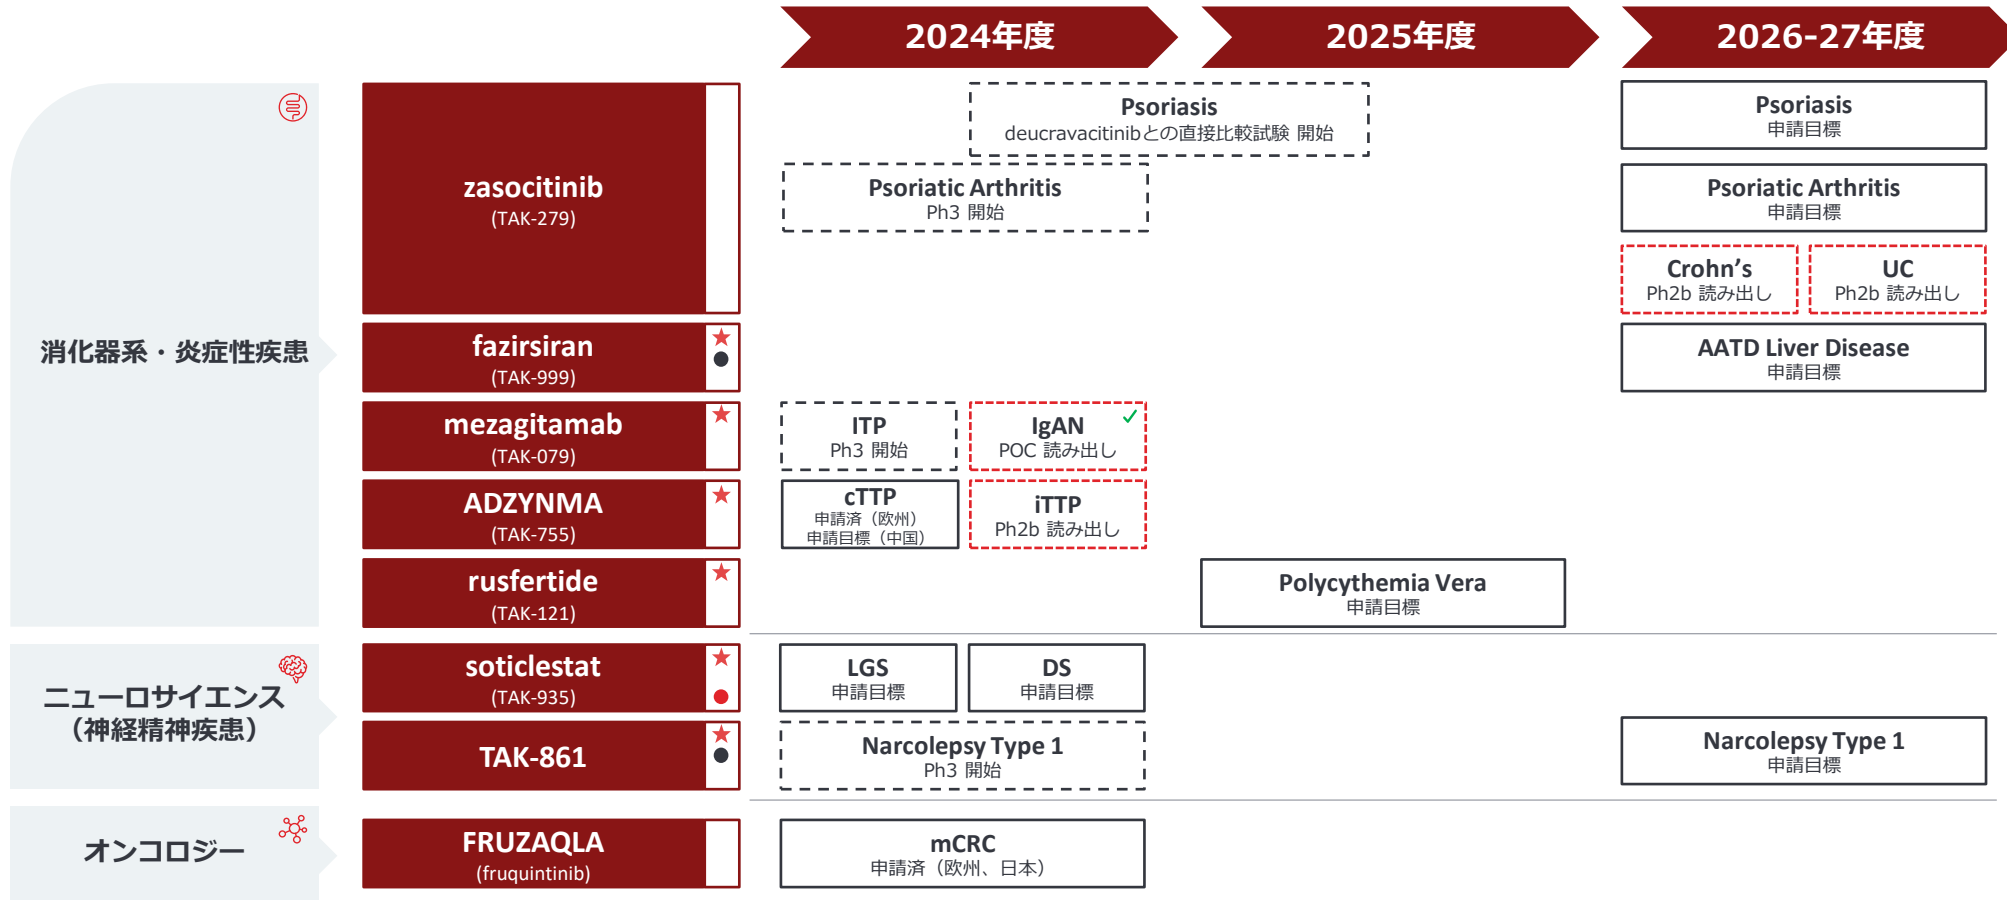 2024年度
2025年度
2026-27年度
消化器系・炎症性疾患
zasocitinib
(TAK-279)
Psoriasis
deucravacitinibとの直接比較試験 開始
Psoriasis
申請目標
Psoriatic Arthritis
Ph3 開始
Psoriatic Arthritis
申請目標
Crohn’s
Ph2b 読み出し
UC
Ph2b 読み出し
fazirsiran
(TAK-999)
AATD Liver Disease
申請目標
mezagitamab
(TAK-079)
ITP
Ph3 開始
IgAN
POC 読み出し
ADZYNMA
(TAK-755)
cTTP
申請済（欧州）
申請目標（中国）
iTTP
Ph2b 読み出し
rusfertide
(TAK-121)
Polycythemia Vera
申請目標
ニューロサイエンス
（神経精神疾患）
soticlestat
(TAK-935)
LGS
申請目標
DS
申請目標
TAK-861
Narcolepsy Type 1
Ph3 開始
Narcolepsy Type 1
申請目標
オンコロジー
FRUZAQLA
(fruquintinib)
mCRC
申請済（欧州、日本）